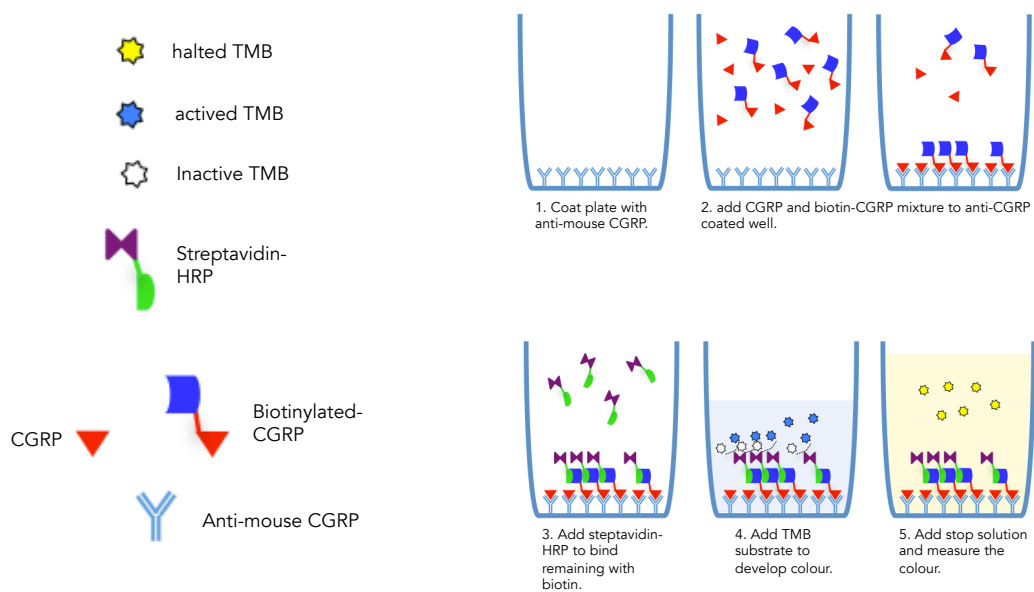 halted TMB
actived TMB
Inactive TMB
Streptavidin-
HRP
CGRP
Biotinylated-
CGRP
Anti-mouse CGRP
1. Coat plate with
anti-mouse CGRP.
2. add CGRP and biotin-CGRP mixture to anti-CGRP
coated well.
3. Add steptavidin-
HRP to bind
remaining with
biotin.
4. Add TMB
substrate to
develop colour.
5. Add stop solution
and measure the
colour.